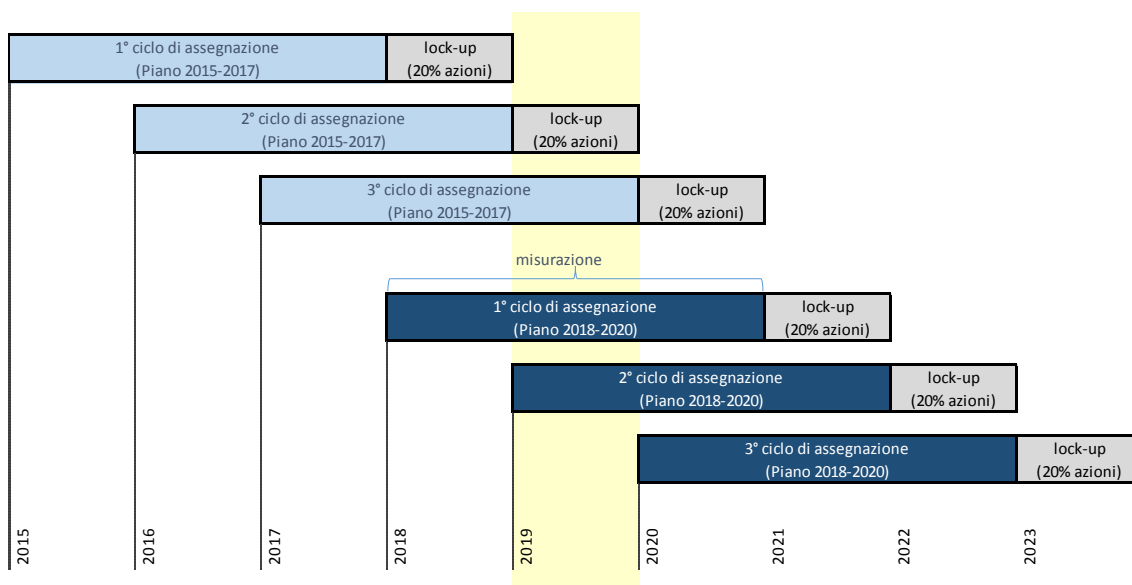 1° ciclo di assegnazione
(Piano 2015-2017)
lock-up
(20% azioni)
2° ciclo di assegnazione
(Piano 2015-2017)
lock-up
(20% azioni)
3° ciclo di assegnazione
(Piano 2015-2017)
lock-up
(20% azioni)
misurazione
1° ciclo di assegnazione
(Piano 2018-2020)
lock-up
(20% azioni)
2° ciclo di assegnazione
(Piano 2018-2020)
lock-up
(20% azioni)
3° ciclo di assegnazione
(Piano 2018-2020)
lock-up
(20% azioni)
2015
2016
2017
2018
2019
2020
2021
2022
2023